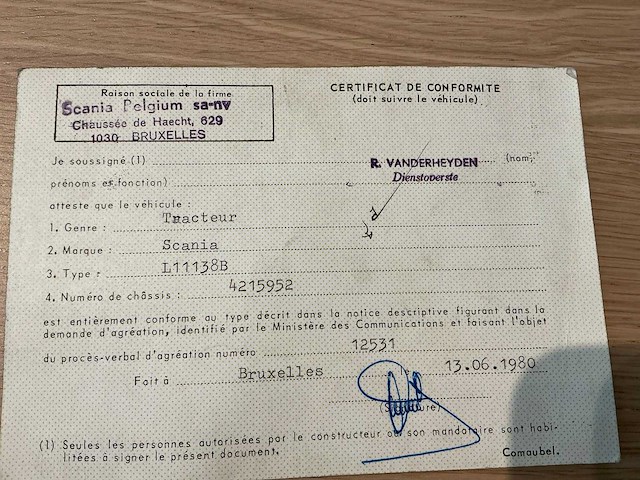 Raison sociale de la firme
Scania Belgium sa-nv
Chaussée de Haecht, 629
1030 BRUXELLES
CERTIFICAT DE CONFORMITE
(doit suivre le véhicule)
Je soussigné (1) R. VANDERHEYDEN (nom,
prénoms et fonction) Dienstoverste
atteste que le véhicule :
1. Genre : Tracteur
2. Marque : Scania
3. Type : L11138B
4. Numéro de châssis : 4215952
est entièrement conforme au type décrit dans la notice descriptive figurant dans la
demande d'agréation, identifié par le Ministère des Communications et faisant l'objet
du procès-verbal d'agréation numéro 12531
Fait à Bruxelles 13.06.1980
(Signature)
(1) Seules les personnes autorisées par le constructeur ou son mandataire sont habi-
litées à signer le présent document.
Comaubel.